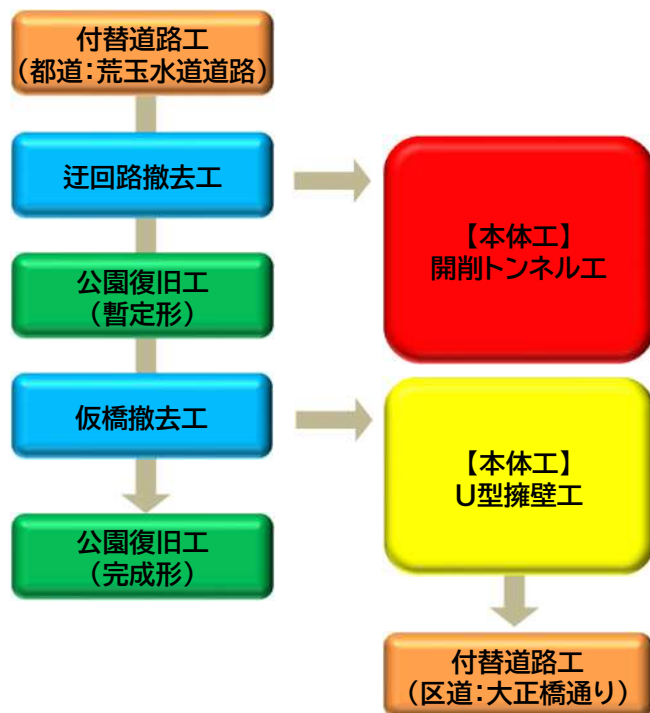 付替道路工
（都道：荒玉水道道路）
迂回路撤去工
公園復旧工
（暫定形）
仮橋撤去工
公園復旧工
（完成形）
【本体工】
開削トンネル工
【本体工】
U型擁壁工
付替道路工
（区道：大正橋通り）